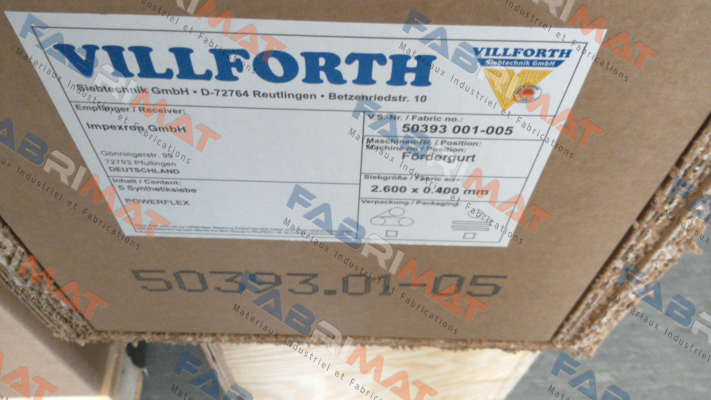 VILLFORTH
Siebtechnik GmbH • D-72764 Reutlingen • Betzenriedstr. 10
VILLFORTH
Siebtechnik GmbH
Empfänger / Receiver:
Impexron GmbH
Gönningerstr. 99
72793 Pfullingen
DEUTSCHLAND
Inhalt / Content:
5 Synthetiksiebe
POWERFLEX
V.S.-Nr. / Fabric no.:
50393 001-005
Maschinen-Nr. / Position:
Machine no / Position:
Fördergurt
Siebgröße / Fabric size:
2.600 x 0.400 mm
Verpackung / Packaging:
50393.01-05
FABRIMAT
Materiaux Industriel et Fabrications